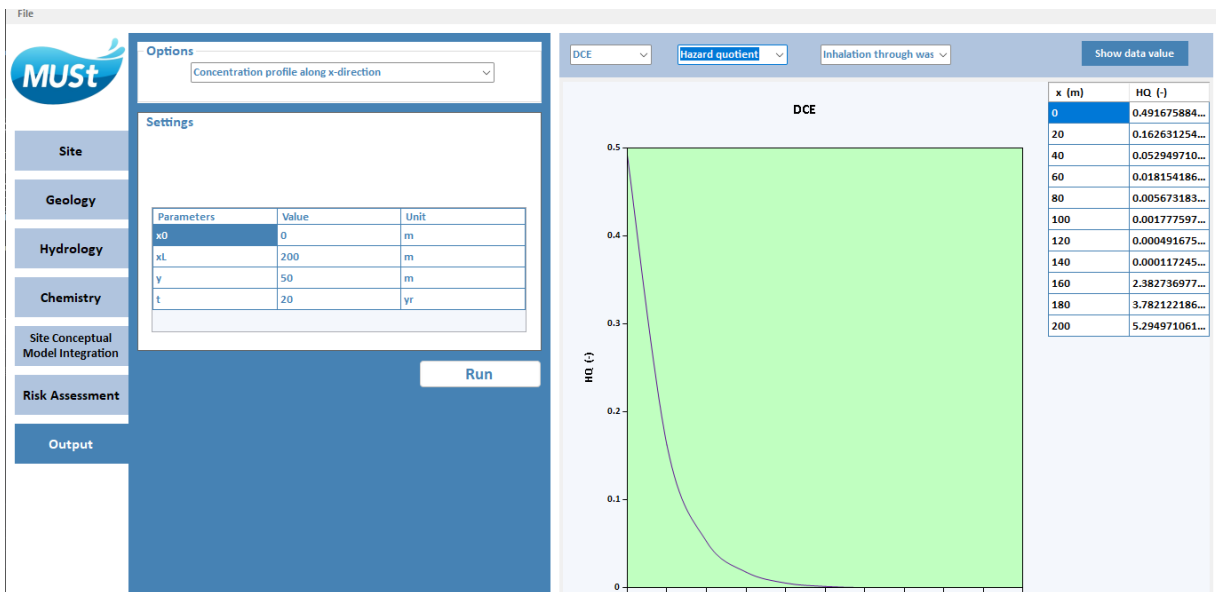 File
MUSt
Site
Geology
Hydrology
Chemistry
Site Conceptual
Model Integration
Risk Assessment
Output
Options
Concentration profile along x-direction
Settings
Parameters Value Unit
x0 0 m
xL 200 m
y 50 m
t 20 yr
Run
DCE Hazard quotient Inhalation through was Show data value
DCE
HQ (-)
0.5
0.4
0.3
0.2
0.1
0
x (m) HQ (-)
0 0.491675884...
20 0.162631254...
40 0.052949710...
60 0.018154186...
80 0.005673183...
100 0.001777597...
120 0.000491675...
140 0.000117245...
160 2.382736977...
180 3.782122186...
200 5.294971061...